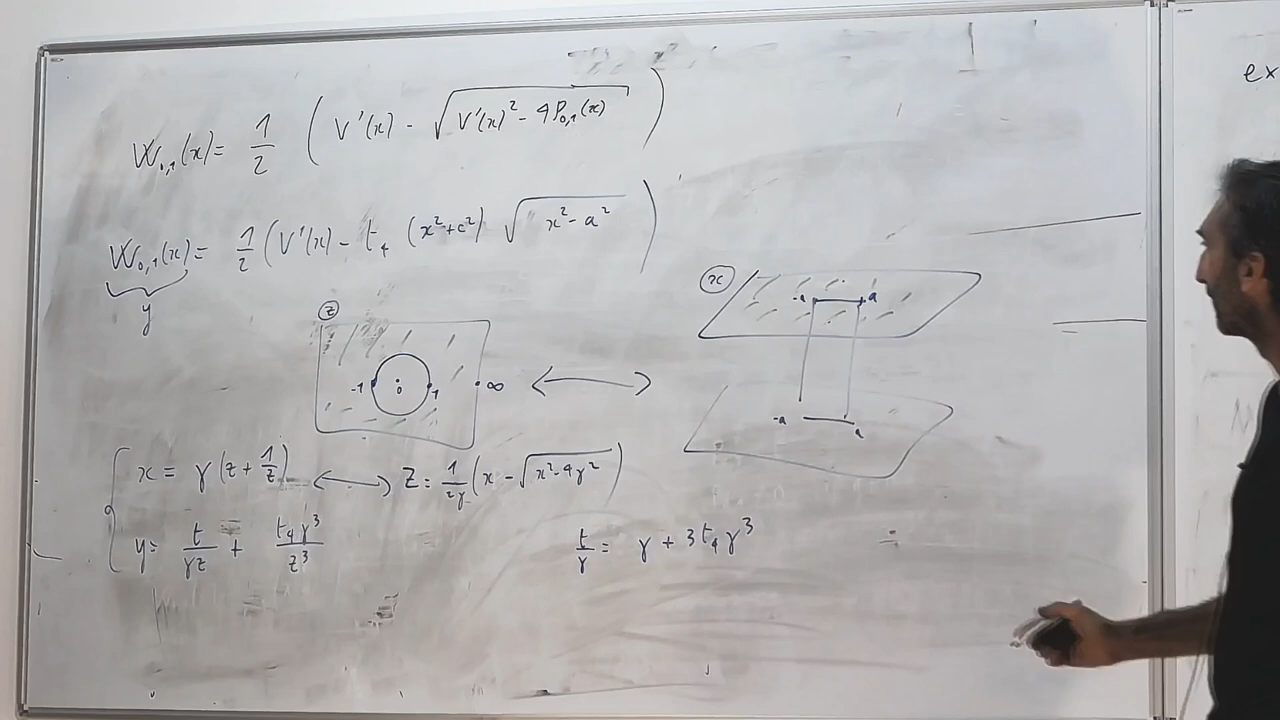 W₀,₁(x) = 1/2 ( V'(x) - √(V'(x)² - 4P₀,₁(x)) )
W₀,₁(x) = 1/2 ( V'(x) - t₄ (x²+c²) √(x²-a²) )
y
z
-1 0 1 ∞
x
-a a
-a a
x = γ(z + 1/z) ⟷ z = 1/2γ ( x - √(x²-4γ²) )
y = t/γz + t₄γ³/z³
t/γ = γ + 3t₄γ³
ex